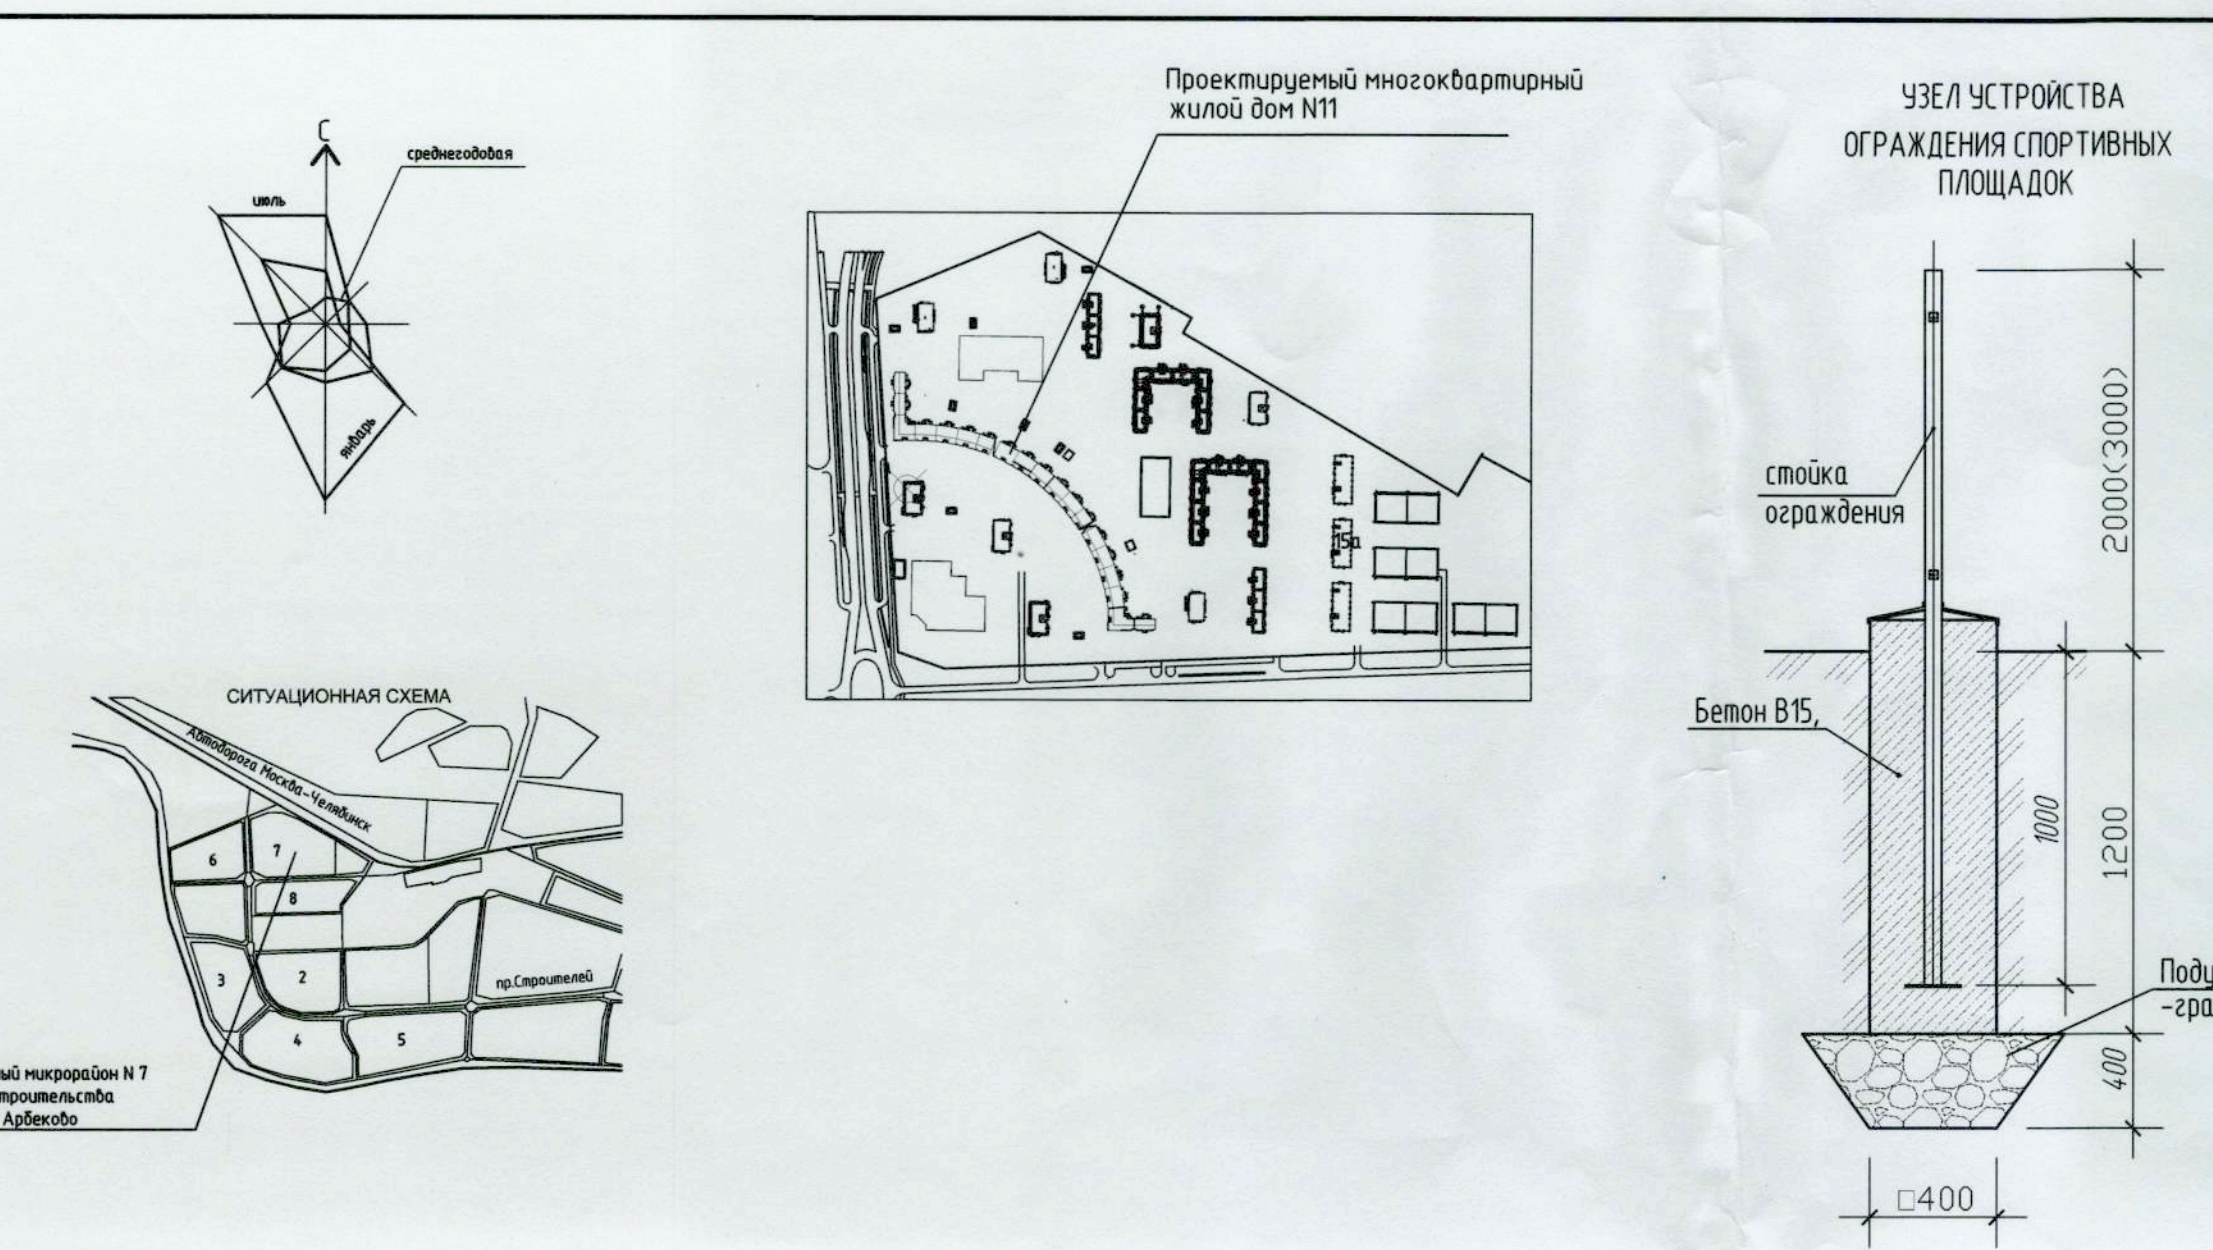 С
среднегодовая
июль
январь
Проектируемый многоквартирный
жилой дом N11
15а
СИТУАЦИОННАЯ СХЕМА
Автодорога Москва-Челябинск
6
7
8
3
2
4
5
пр.Строителей
микрорайон N 7
Арбеково
УЗЕЛ УСТРОЙСТВА
ОГРАЖДЕНИЯ СПОРТИВНЫХ
ПЛОЩАДОК
стойка
ограждения
2000(3000)
Бетон В15,
1000
1200
400
□400